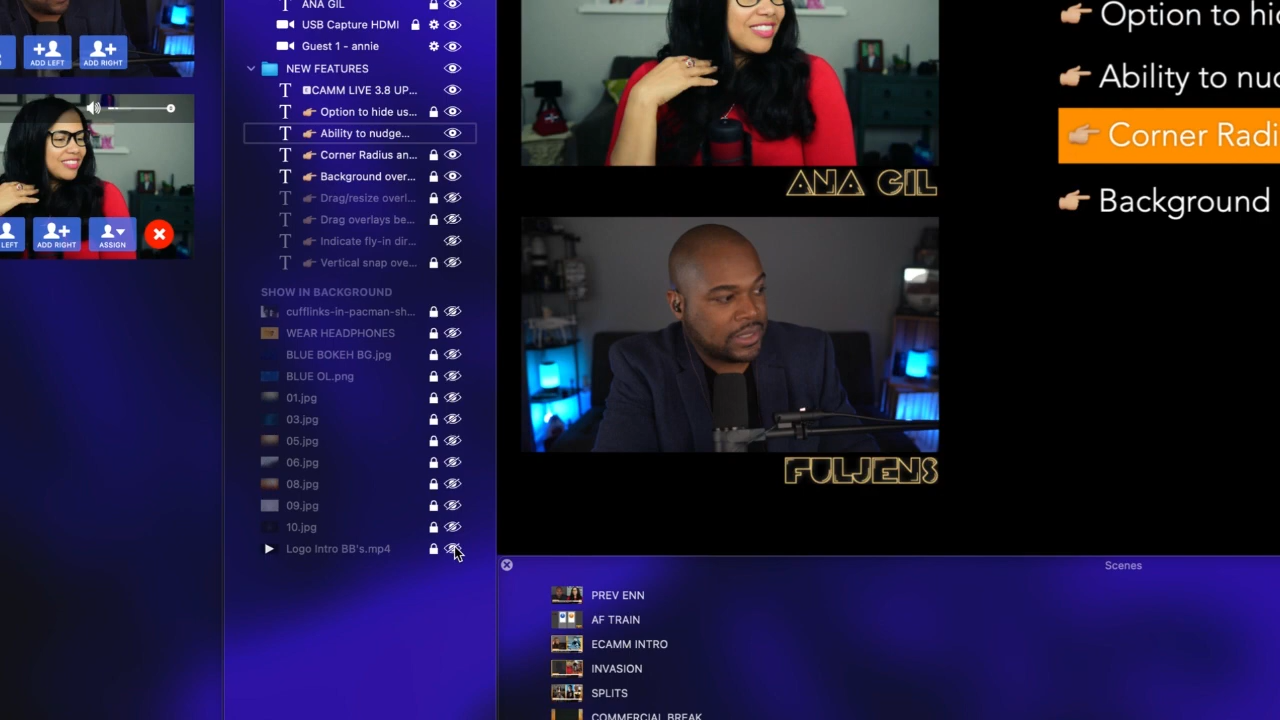 ADD LEFT
ADD RIGHT
LEFT
ADD RIGHT
ASSIGN
ANA GIL
USB Capture HDMI
Guest 1 - annie
NEW FEATURES
CAMM LIVE 3.8 UP...
Option to hide us...
Ability to nudge...
Corner Radius an...
Background over...
Drag/resize overl...
Drag overlays be...
Indicate fly-in dir...
Vertical snap ove...
SHOW IN BACKGROUND
cufflinks-in-pacman-sh...
WEAR HEADPHONES
BLUE BOKEH BG.jpg
BLUE OL.png
01.jpg
03.jpg
05.jpg
06.jpg
08.jpg
09.jpg
10.jpg
Logo Intro BB's.mp4
ANA GIL
FULJENS
Option to hid
Ability to nud
Corner Radi
Background
Scenes
PREV ENN
AF TRAIN
ECAMM INTRO
INVASION
SPLITS
COMMERCIAL BREAK